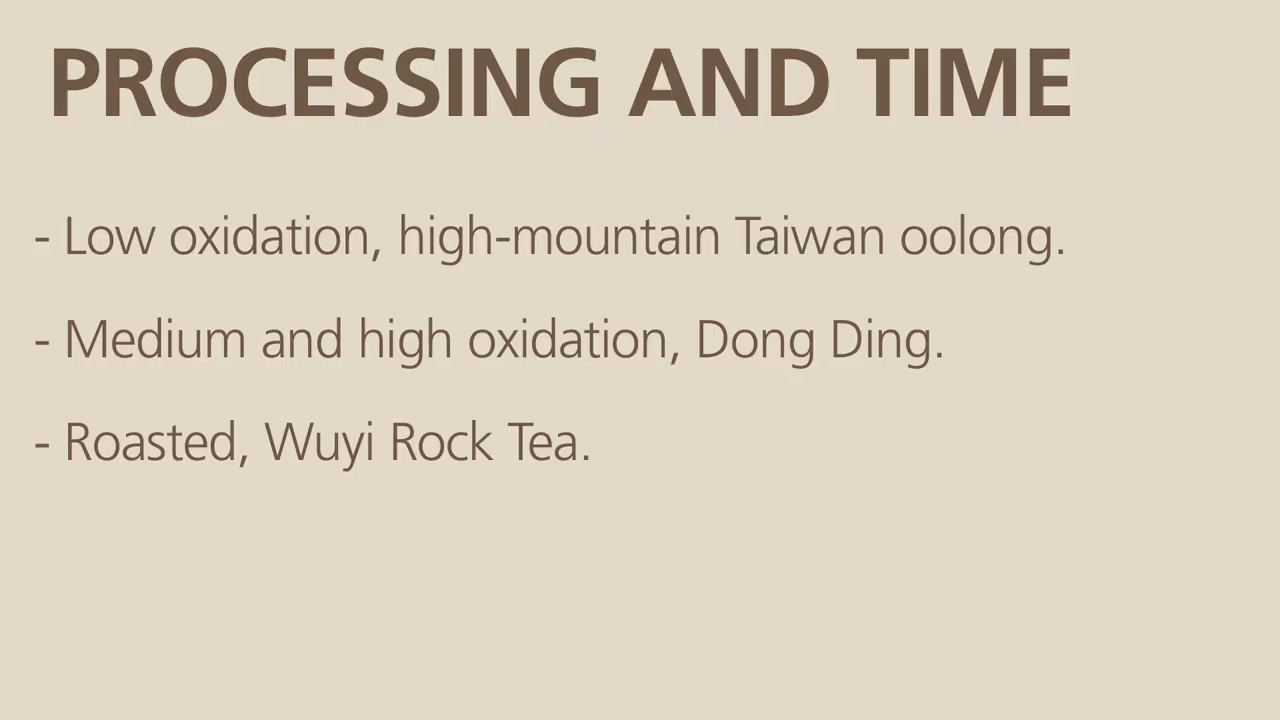 PROCESSING AND TIME
- Low oxidation, high-mountain Taiwan oolong.
- Medium and high oxidation, Dong Ding.
- Roasted, Wuyi Rock Tea.